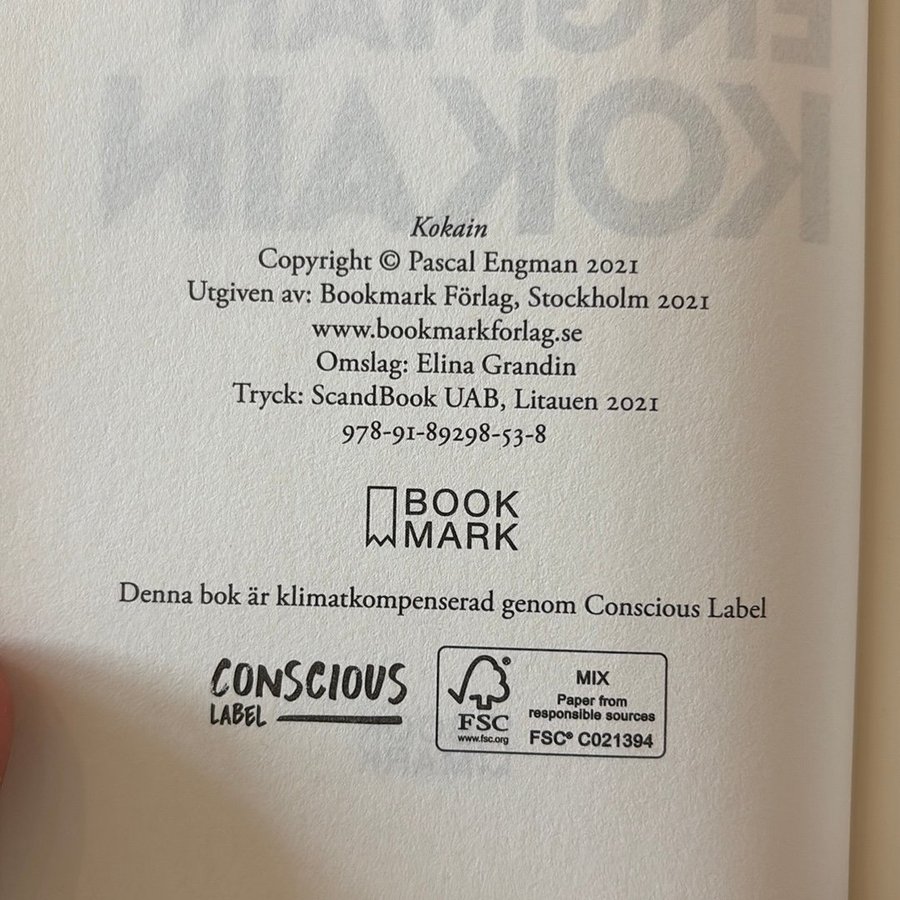 ENGMAN
KOKAIN
Kokain
Copyright © Pascal Engman 2021
Utgiven av: Bookmark Förlag, Stockholm 2021
www.bookmarkforlag.se
Omslag: Elina Grandin
Tryck: ScandBook UAB, Litauen 2021
978-91-89298-53-8
BOOK
MARK
Denna bok är klimatkompenserad genom Conscious Label
CONSCIOUS
LABEL
FSC
www.fsc.org
MIX
Paper from
responsible sources
FSC® C021394